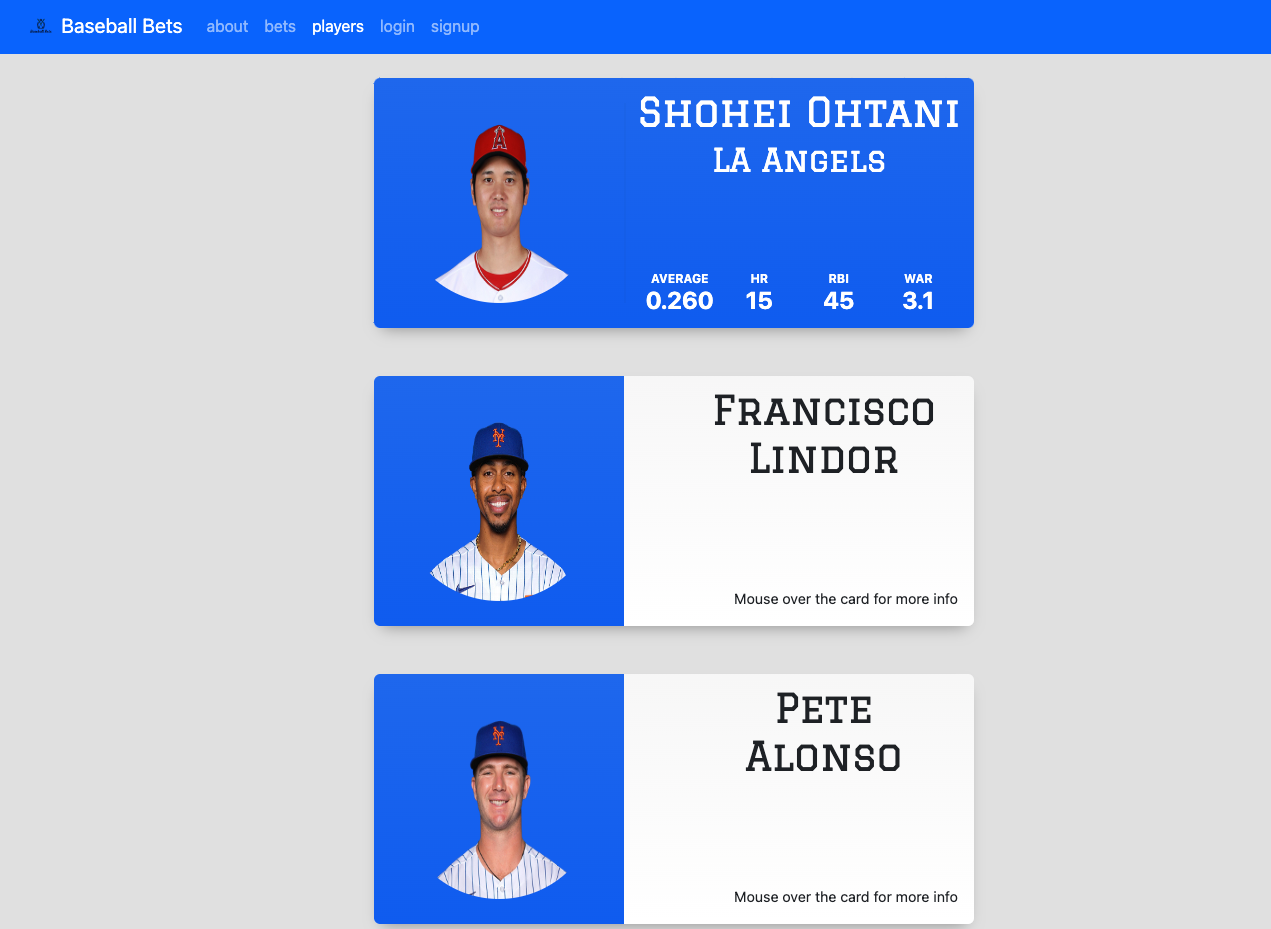 Baseball Bets about bets players login signup
Shohei Ohtani
LA Angels
AVERAGE HR RBI WAR
0.260 15 45 3.1
Francisco
Lindor
Mouse over the card for more info
Pete
Alonso
Mouse over the card for more info